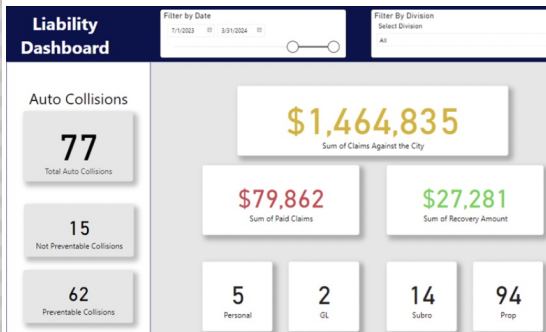 Liability
Dashboard
Filter by Date
7/1/2023 3/31/2024
Filter By Division
Select Division
All
Auto Collisions
77
Total Auto Collisions
15
Not Preventable Collisions
62
Preventable Collisions
$1,464,835
Sum of Claims Against the City
$79,862
Sum of Paid Claims
$27,281
Sum of Recovery Amount
5
Personal
2
GL
14
Subro
94
Prop